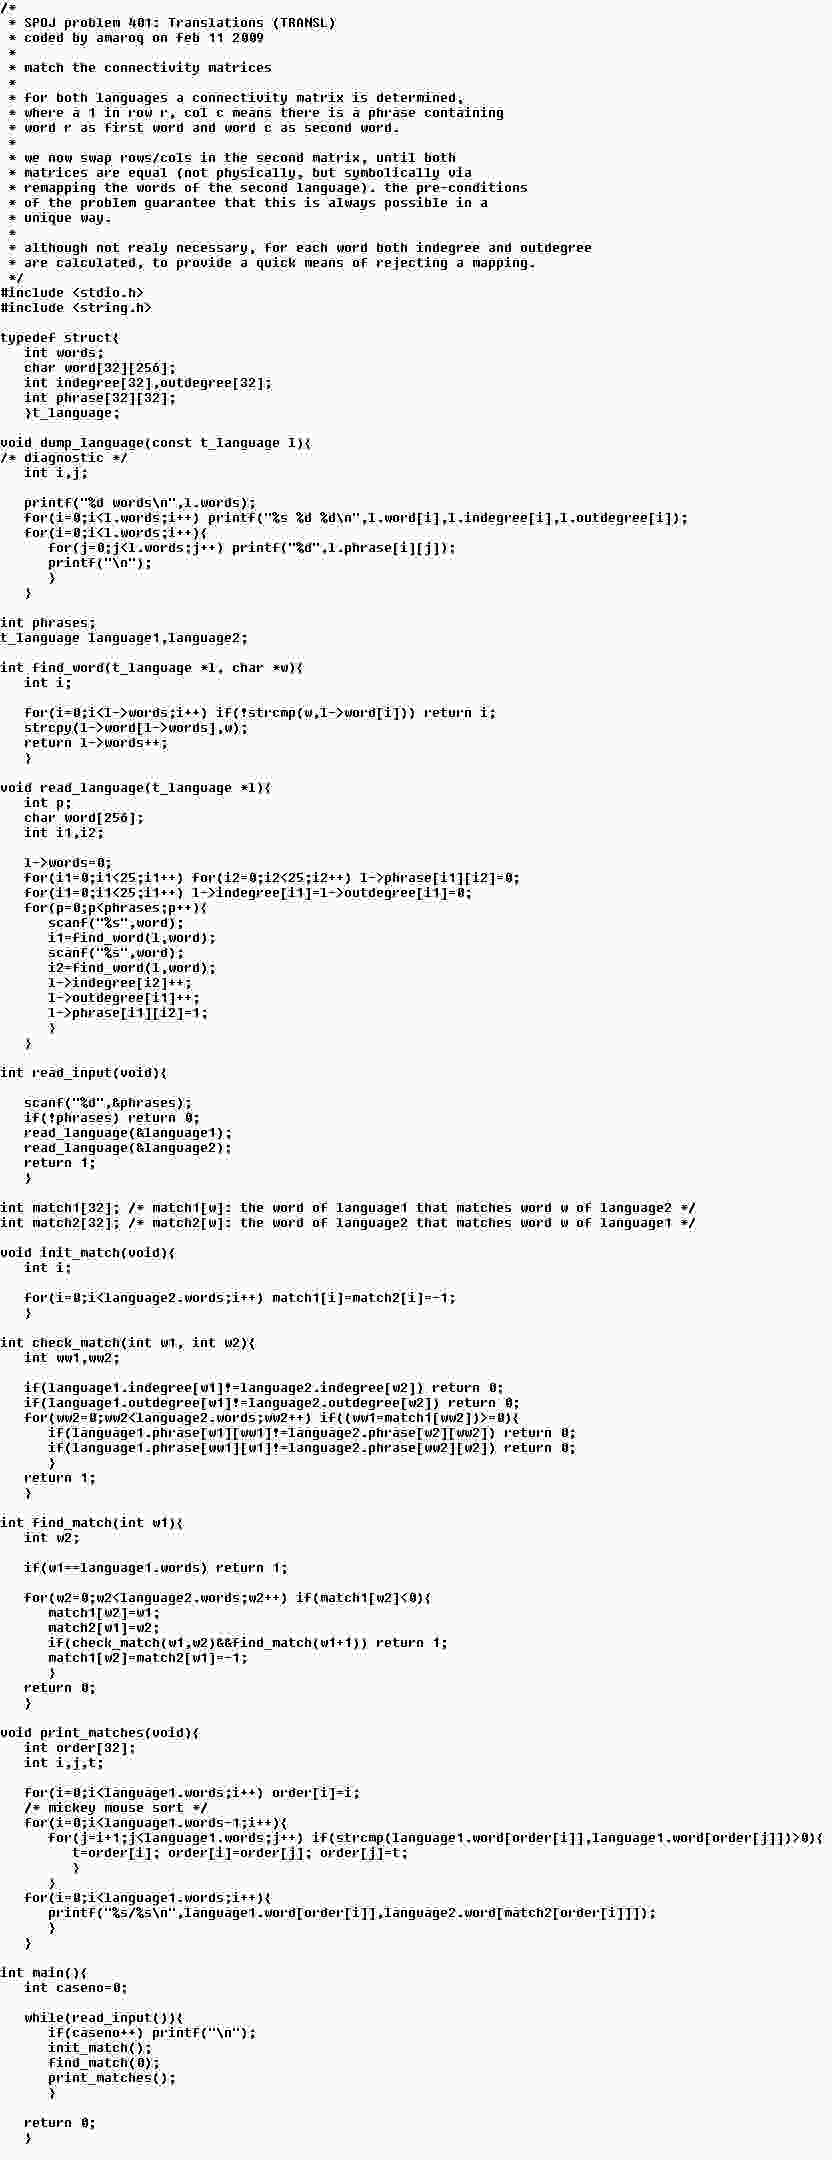 /*
 * SPOJ problem 401: Translations (TRANSL)
 * coded by amaroq on feb 11 2009
 *
 * match the connectivity matrices
 *
 * for both languages a connectivity matrix is determined,
 * where a 1 in row r, col c means there is a phrase containing
 * word r as first word and word c as second word.
 *
 * we now swap rows/cols in the second matrix, until both
 * matrices are equal (not physically, but symbolically via
 * remapping the words of the second language). the pre-conditions
 * of the problem guarantee that this is always possible in a
 * unique way.
 *
 * although not realy necessary, for each word both indegree and outdegree
 * are calculated, to provide a quick means of rejecting a mapping.
 */
#include <stdio.h>
#include <string.h>

typedef struct{
   int words;
   char word[32][256];
   int indegree[32],outdegree[32];
   int phrase[32][32];
   }t_language;

void dump_language(const t_language l){
/* diagnostic */
   int i,j;

   printf("%d words\n",l.words);
   for(i=0;i<l.words;i++) printf("%s %d %d\n",l.word[i],l.indegree[i],l.outdegree[i]);
   for(i=0;i<l.words;i++){
      for(j=0;j<l.words;j++) printf("%d",l.phrase[i][j]);
      printf("\n");
      }
   }

int phrases;
t_language language1,language2;

int find_word(t_language *l, char *w){
   int i;

   for(i=0;i<l->words;i++) if(!strcmp(w,l->word[i])) return i;
   strcpy(l->word[l->words],w);
   return l->words++;
   }

void read_language(t_language *l){
   int p;
   char word[256];
   int i1,i2;

   l->words=0;
   for(i1=0;i1<25;i1++) for(i2=0;i2<25;i2++) l->phrase[i1][i2]=0;
   for(i1=0;i1<25;i1++) l->indegree[i1]=l->outdegree[i1]=0;
   for(p=0;p<phrases;p++){
      scanf("%s",word);
      i1=find_word(l,word);
      scanf("%s",word);
      i2=find_word(l,word);
      l->indegree[i2]++;
      l->outdegree[i1]++;
      l->phrase[i1][i2]=1;
      }
   }

int read_input(void){

   scanf("%d",&phrases);
   if(!phrases) return 0;
   read_language(&language1);
   read_language(&language2);
   return 1;
   }

int match1[32]; /* match1[w]: the word of language1 that matches word w of language2 */
int match2[32]; /* match2[w]: the word of language2 that matches word w of language1 */

void init_match(void){
   int i;

   for(i=0;i<language2.words;i++) match1[i]=match2[i]=-1;
   }

int check_match(int w1, int w2){
   int ww1,ww2;

   if(language1.indegree[w1]!=language2.indegree[w2]) return 0;
   if(language1.outdegree[w1]!=language2.outdegree[w2]) return 0;
   for(ww2=0;ww2<language2.words;ww2++) if((ww1=match1[ww2])>=0){
      if(language1.phrase[w1][ww1]!=language2.phrase[w2][ww2]) return 0;
      if(language1.phrase[ww1][w1]!=language2.phrase[ww2][w2]) return 0;
      }
   return 1;
   }

int find_match(int w1){
   int w2;

   if(w1==language1.words) return 1;

   for(w2=0;w2<language2.words;w2++) if(match1[w2]<0){
      match1[w2]=w1;
      match2[w1]=w2;
      if(check_match(w1,w2)&&find_match(w1+1)) return 1;
      match1[w2]=match2[w1]=-1;
      }
   return 0;
   }

void print_matches(void){
   int order[32];
   int i,j,t;

   for(i=0;i<language1.words;i++) order[i]=i;
   /* mickey mouse sort */
   for(i=0;i<language1.words-1;i++){
      for(j=i+1;j<language1.words;j++) if(strcmp(language1.word[order[i]],language1.word[order[j]])>0){
         t=order[i]; order[i]=order[j]; order[j]=t;
         }
      }
   for(i=0;i<language1.words;i++){
      printf("%s/%s\n",language1.word[order[i]],language2.word[match2[order[i]]]);
      }
   }

int main(){
   int caseno=0;

   while(read_input()){
      if(caseno++) printf("\n");
      init_match();
      find_match(0);
      print_matches();
      }

   return 0;
   }